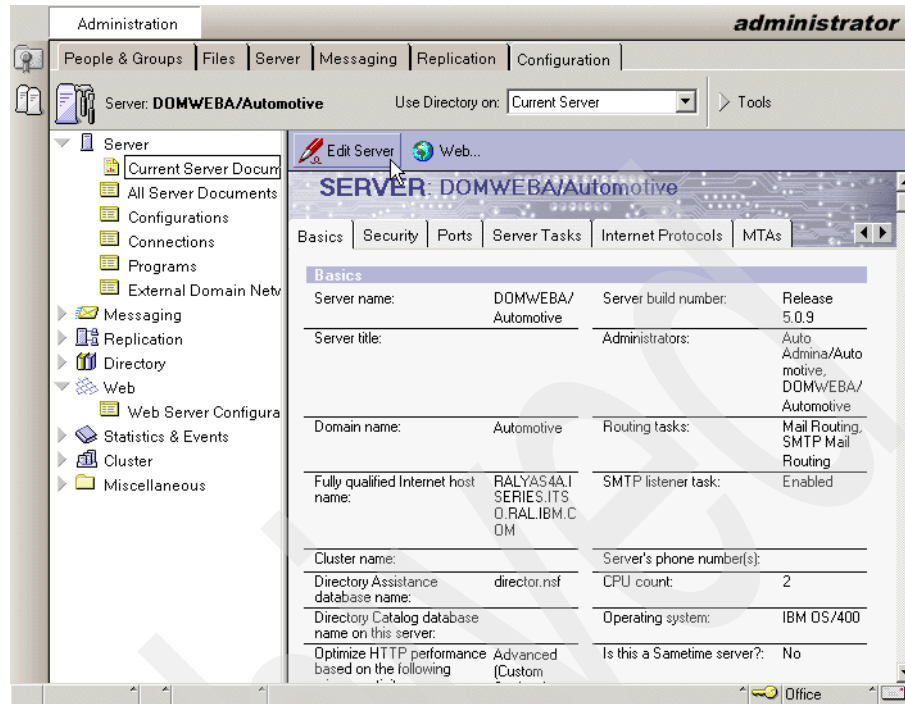 Administration
administrator
People & Groups Files Server Messaging Replication Configuration
Server: DOMWEBA/Automotive Use Directory on: Current Server Tools
Server
Current Server Docum
All Server Documents
Configurations
Connections
Programs
External Domain Netw
Messaging
Replication
Directory
Web
Web Server Configura
Statistics & Events
Cluster
Miscellaneous
Edit Server Web...
SERVER: DOMWEBA/Automotive
Basics Security Ports Server Tasks Internet Protocols MTAs
Basics
Server name: DOMWEBA/ Server build number: Release
Automotive 5.0.9
Server title: Administrators: Auto
Admina/Auto
motive,
DOMWEBA/
Automotive
Domain name: Automotive Routing tasks: Mail Routing,
SMTP Mail
Routing
Fully qualified Internet host RALYAS4A.I SMTP listener task: Enabled
name: SERIES.ITS
O.RAL.IBM.C
OM
Cluster name: Server's phone number(s):
Directory Assistance director.nsf CPU count: 2
database name:
Directory Catalog database Operating system: IBM OS/400
name on this server:
Optimize HTTP performance Advanced Is this a Sametime server?: No
based on the following (Custom
Office